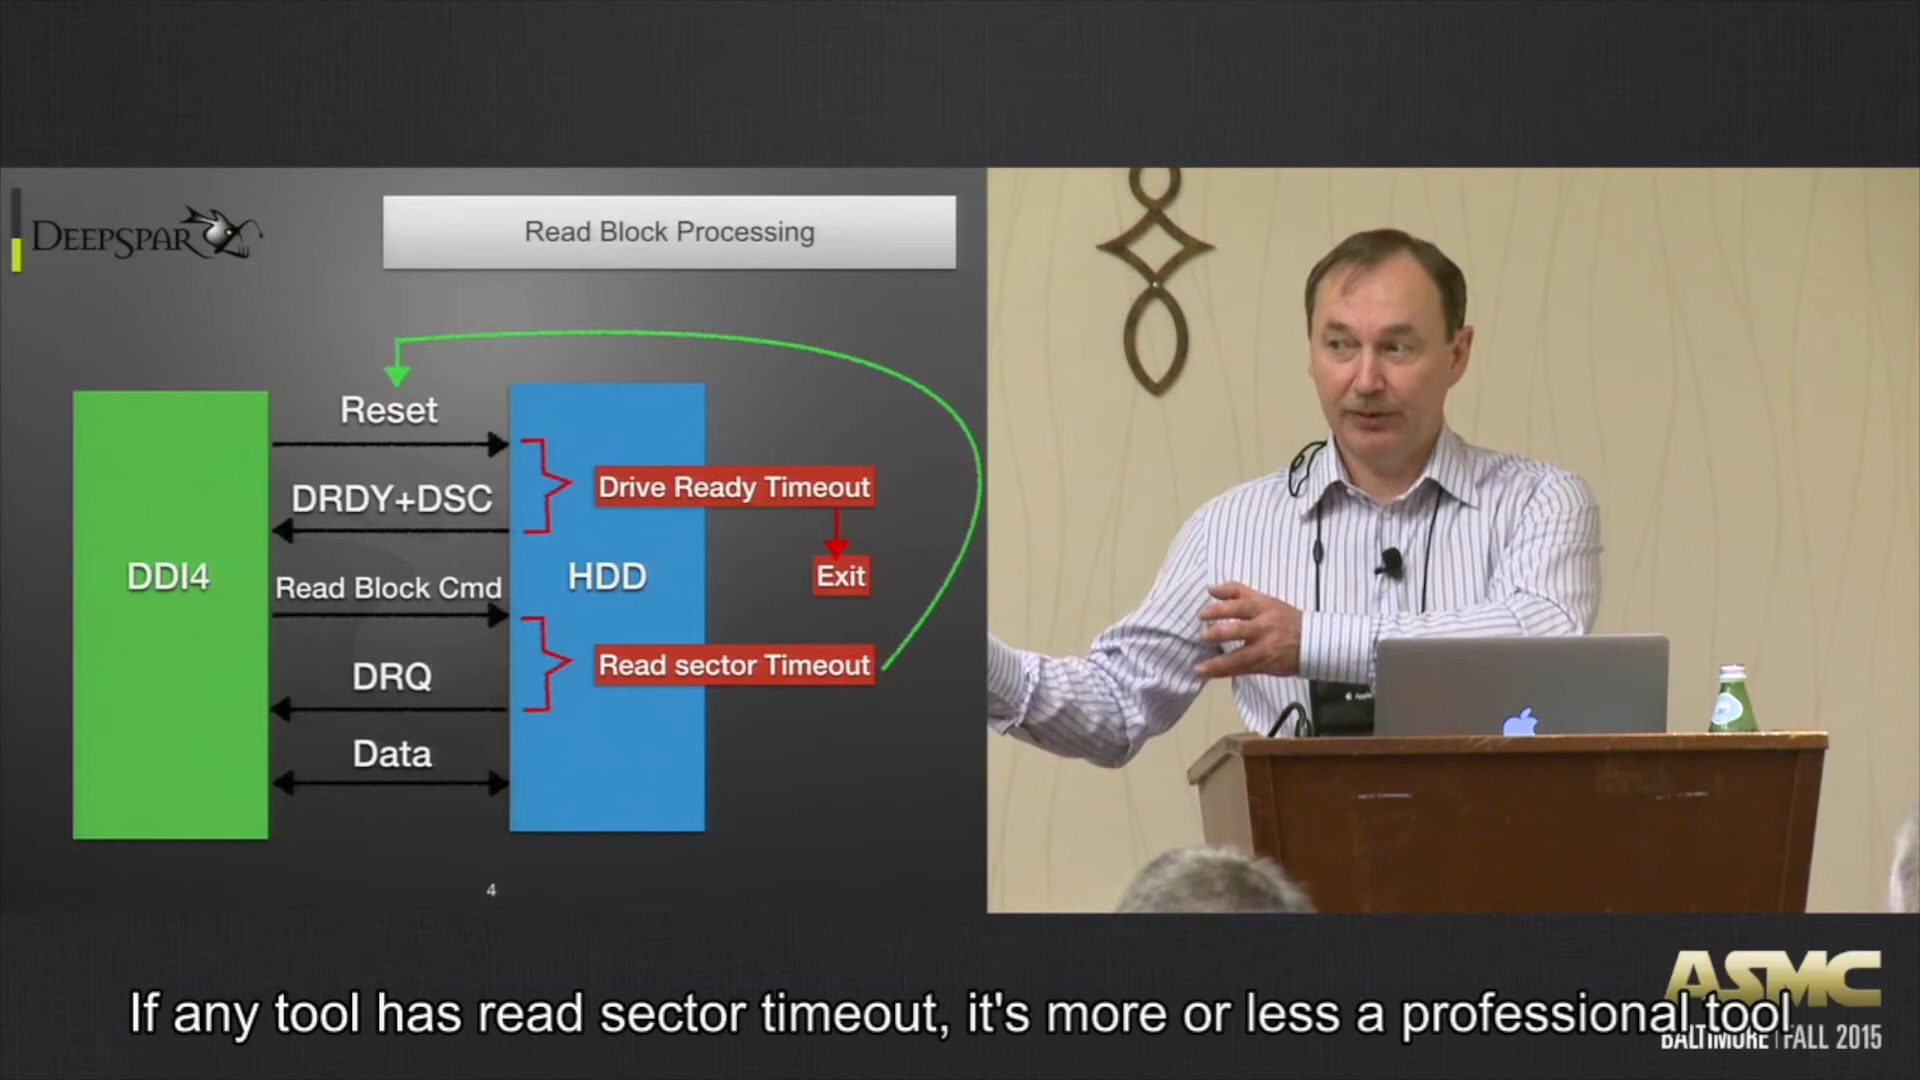 DEEPSPAR
Read Block Processing
Reset
DRDY+DSC
Drive Ready Timeout
DDI4
HDD
Exit
Read Block Cmd
DRQ
Read sector Timeout
Data
4
If any tool has read sector timeout, it's more or less a professional tool
ASMC
BALTIMORE | FALL 2015